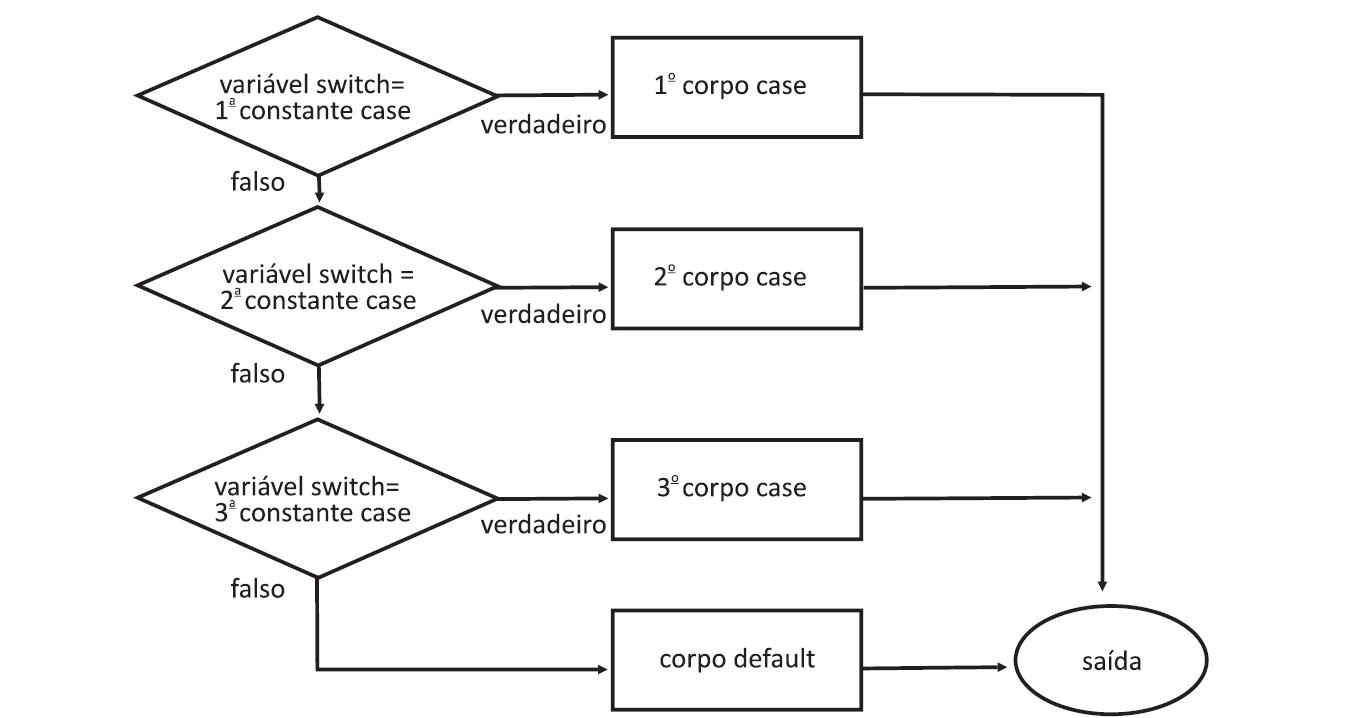 variável switch=
1ª constante case
verdadeiro
1º corpo case
falso
variável switch =
2ª constante case
verdadeiro
2º corpo case
falso
variável switch=
3ª constante case
verdadeiro
3º corpo case
falso
corpo default
saída